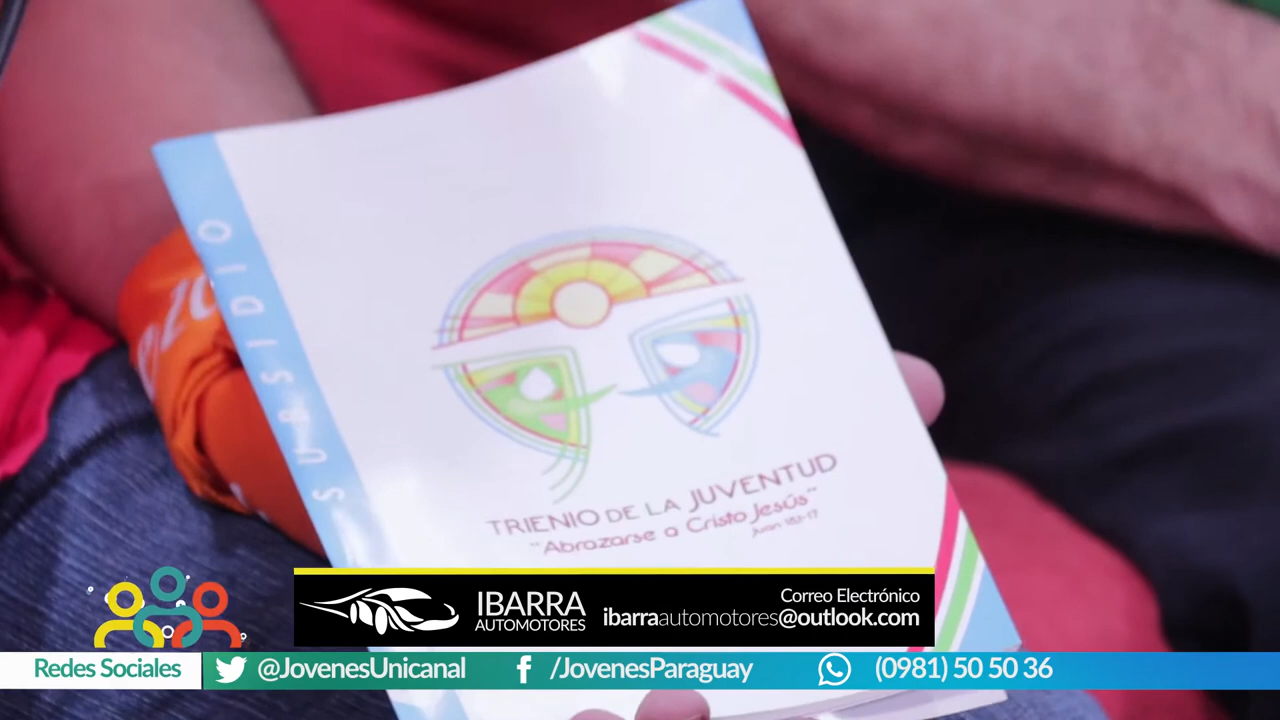 SUBSIDIO
TRIENIO DE LA JUVENTUD
"Abrazarse a Cristo Jesús"
IBARRA
AUTOMOTORES
Correo Electrónico
ibarraautomotores@outlook.com
Redes Sociales
@JovenesUnicanal
/JovenesParaguay
(0981) 50 50 36